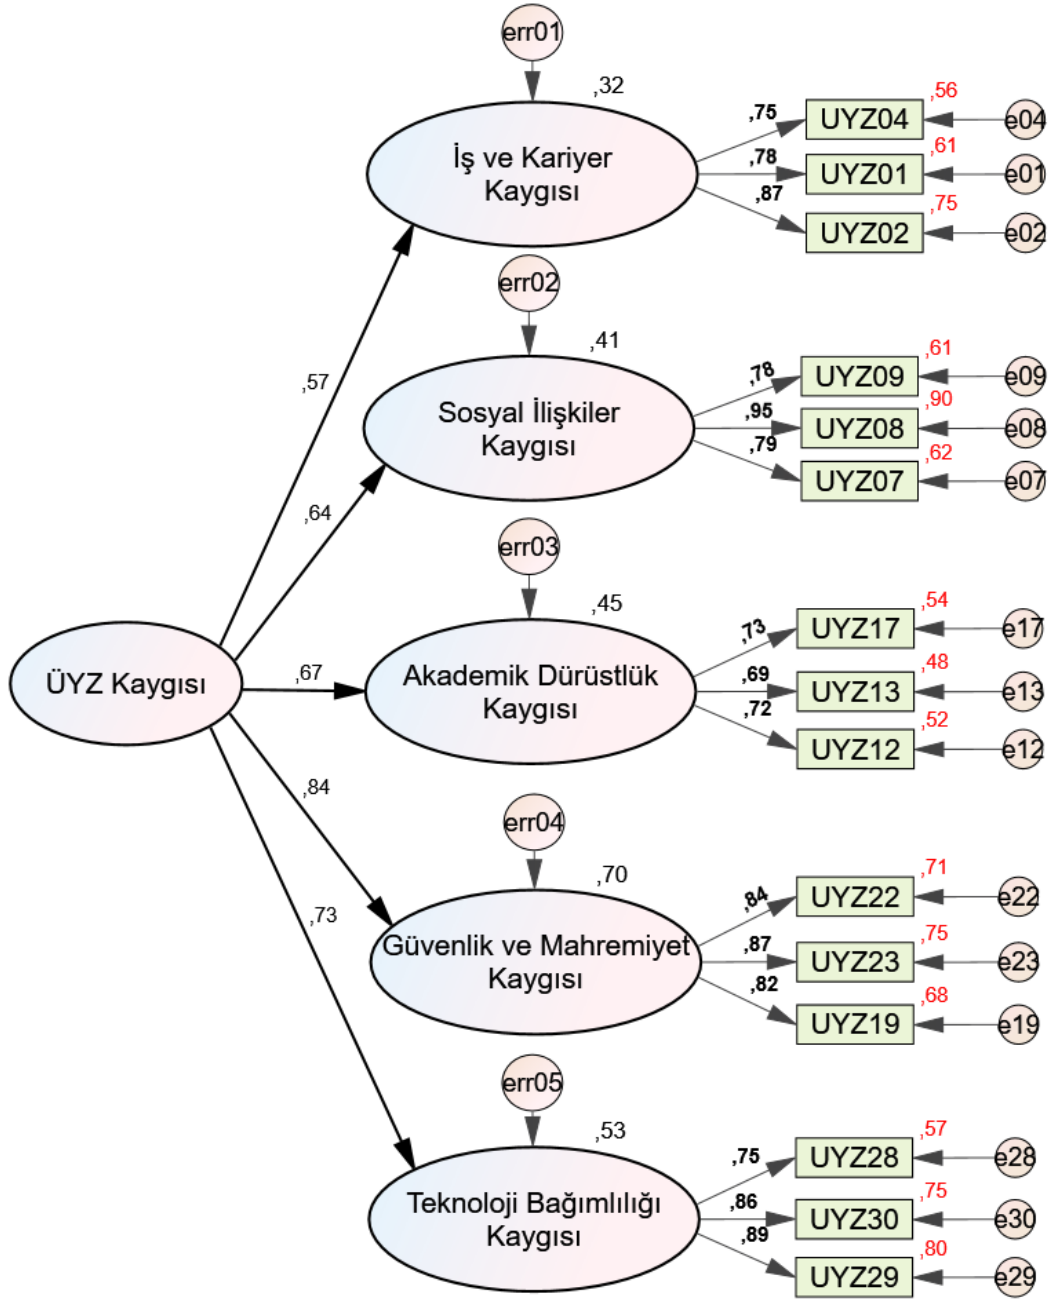 err01
,32
İş ve Kariyer
Kaygısı
,75
UYZ04
,56
e04
,78
UYZ01
,61
e01
,87
UYZ02
,75
e02
,57
err02
,41
Sosyal İlişkiler
Kaygısı
,78
UYZ09
,61
e09
,95
UYZ08
,90
e08
,79
UYZ07
,62
e07
,64
err03
,45
Akademik Dürüstlük
Kaygısı
,73
UYZ17
,54
e17
,69
UYZ13
,48
e13
,72
UYZ12
,52
e12
ÜYZ Kaygısı
,67
,84
err04
,70
Güvenlik ve Mahremiyet
Kaygısı
,84
UYZ22
,71
e22
,87
UYZ23
,75
e23
,82
UYZ19
,68
e19
,73
err05
,53
Teknoloji Bağımlılığı
Kaygısı
,75
UYZ28
,57
e28
,86
UYZ30
,75
e30
,89
UYZ29
,80
e29